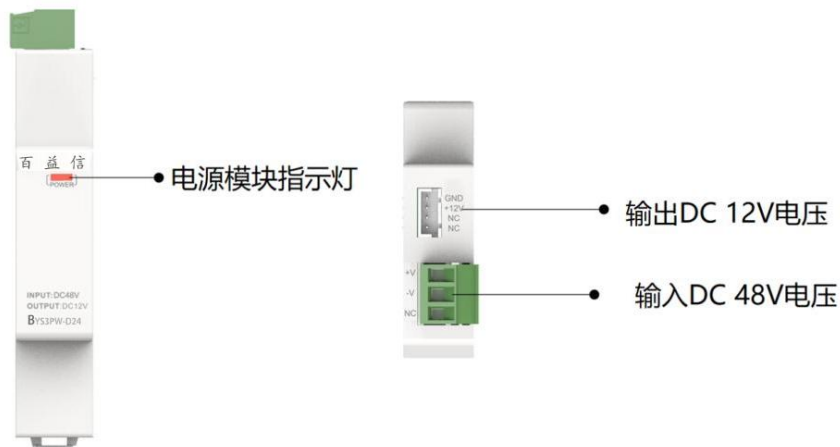 百益信
POWER
电源模块指示灯
INPUT:DC48V
OUTPUT:DC12V
BYS3PW-D24
GND
+12V
NC
NC
输出DC 12V电压
+V
-V
NC
输入DC 48V电压